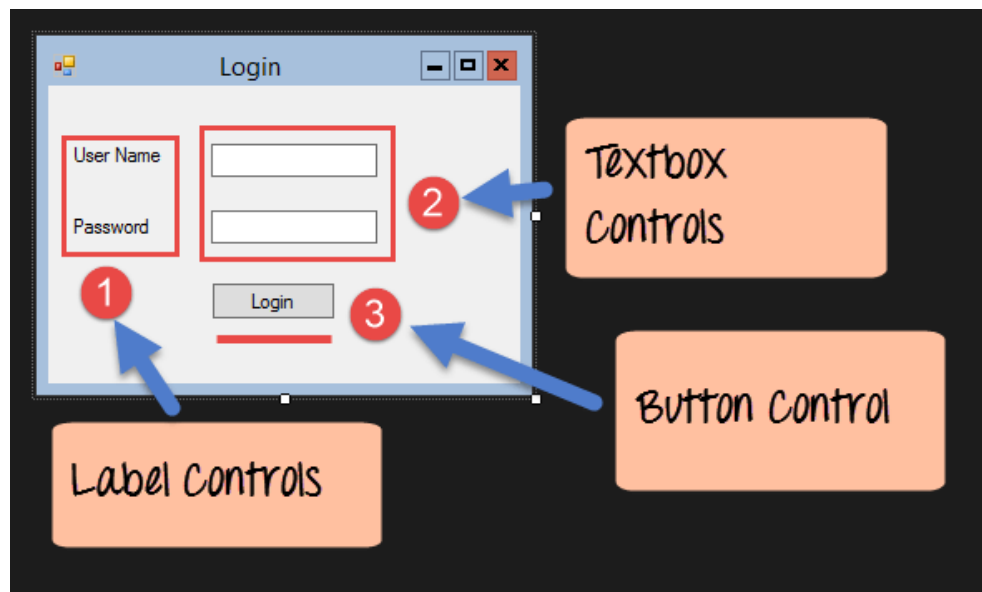 Login
User Name
Password
Login
1
2
3
Textbox
Controls
Button Control
Label Controls